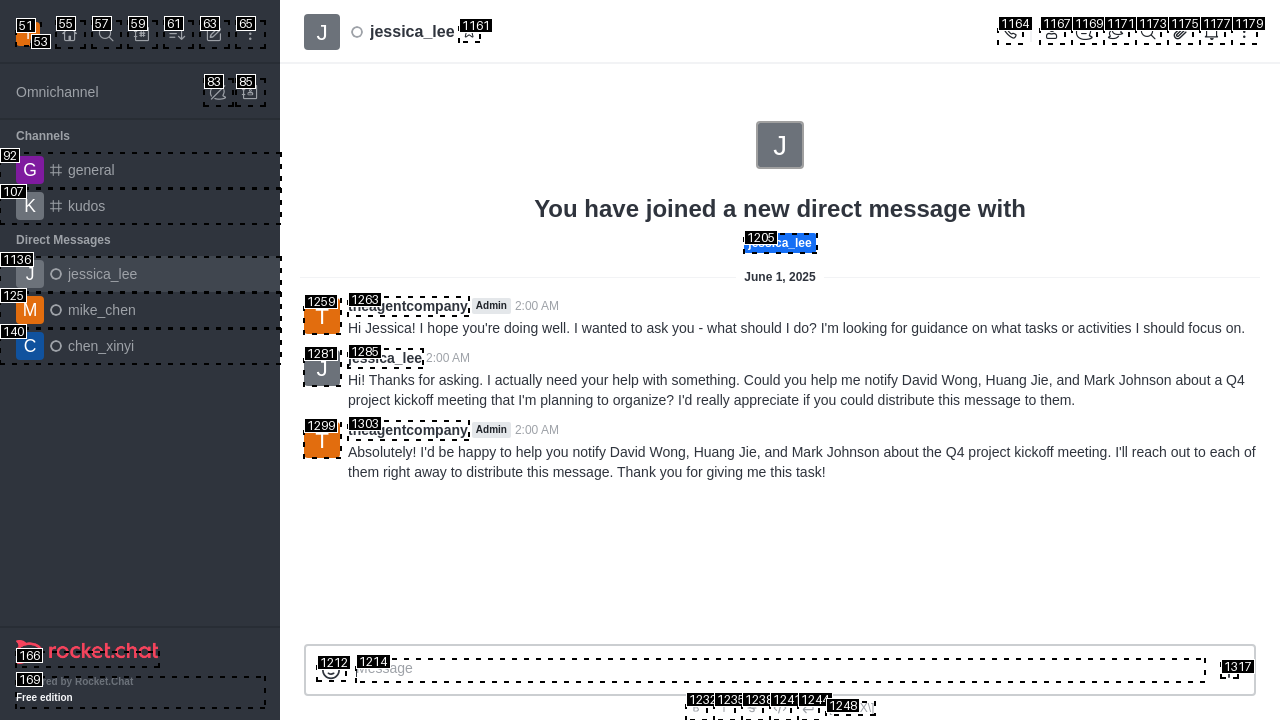 51
53
55
57
59
61
63
65
J
jessica_lee
1161
1164
1167
1169
1171
1173
1175
1177
1179
Omnichannel
83
85
Channels
92
G
general
107
K
kudos
Direct Messages
1136
J
jessica_lee
125
M
mike_chen
140
C
chen_xinyi
J
You have joined a new direct message with
1205
jessica_lee
June 1, 2025
1259
T
1263
theagentcompany
Admin
2:00 AM
Hi Jessica! I hope you're doing well. I wanted to ask you - what should I do? I'm looking for guidance on what tasks or activities I should focus on.
1281
J
1285
jessica_lee
2:00 AM
Hi! Thanks for asking. I actually need your help with something. Could you help me notify David Wong, Huang Jie, and Mark Johnson about a Q4
project kickoff meeting that I'm planning to organize? I'd really appreciate if you could distribute this message to them.
1299
T
1303
theagentcompany
Admin
2:00 AM
Absolutely! I'd be happy to help you notify David Wong, Huang Jie, and Mark Johnson about the Q4 project kickoff meeting. I'll reach out to each of
them right away to distribute this message. Thank you for giving me this task!
1212
1214
Message
1317
1232
1235
1238
1241
1244
1248
166
rocket.chat
169
Powered by Rocket.Chat
Free edition